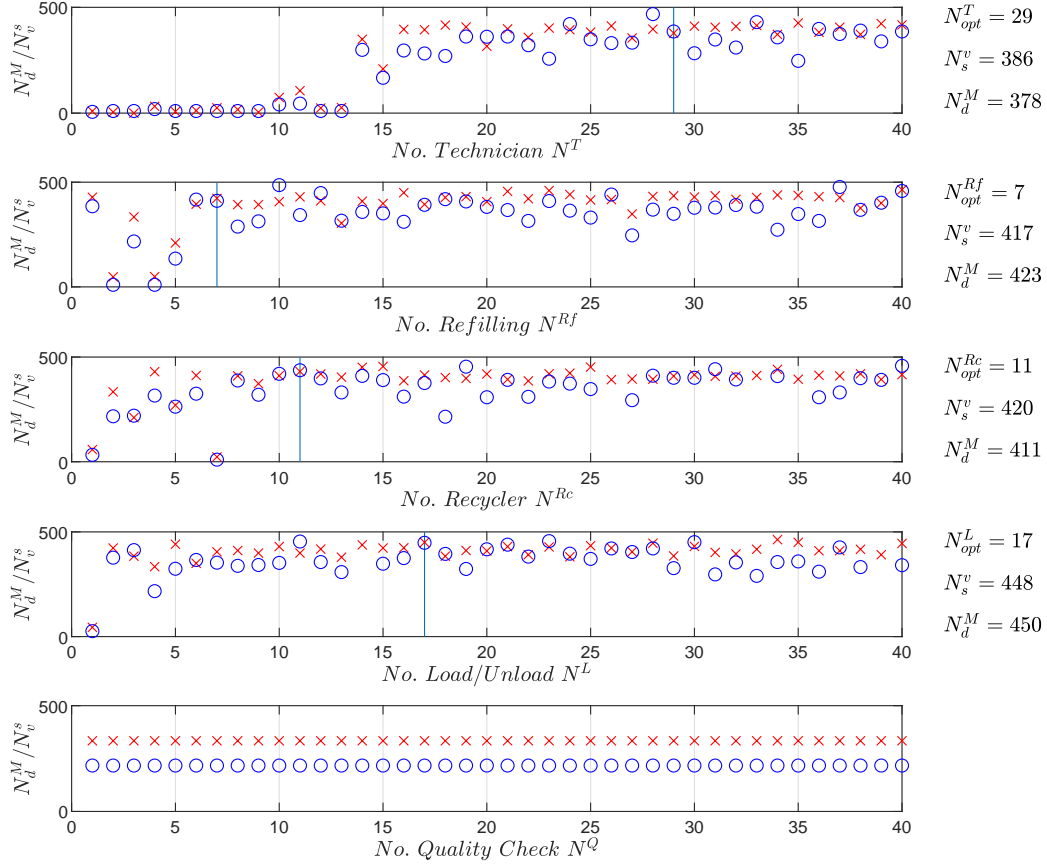 500
0
N_d^M/N_v^s
0 5 10 15 20 25 30 35 40
No. Technician N^T
N_opt^T = 29
N_s^v = 386
N_d^M = 378
500
0
N_d^M/N_v^s
0 5 10 15 20 25 30 35 40
No. Refilling N^Rf
N_opt^Rf = 7
N_s^v = 417
N_d^M = 423
500
0
N_d^M/N_v^s
0 5 10 15 20 25 30 35 40
No. Recycler N^Rc
N_opt^Rc = 11
N_s^v = 420
N_d^M = 411
500
0
N_d^M/N_v^s
0 5 10 15 20 25 30 35 40
No. Load/Unload N^L
N_opt^L = 17
N_s^v = 448
N_d^M = 450
500
0
N_d^M/N_v^s
0 5 10 15 20 25 30 35 40
No. Quality Check N^Q